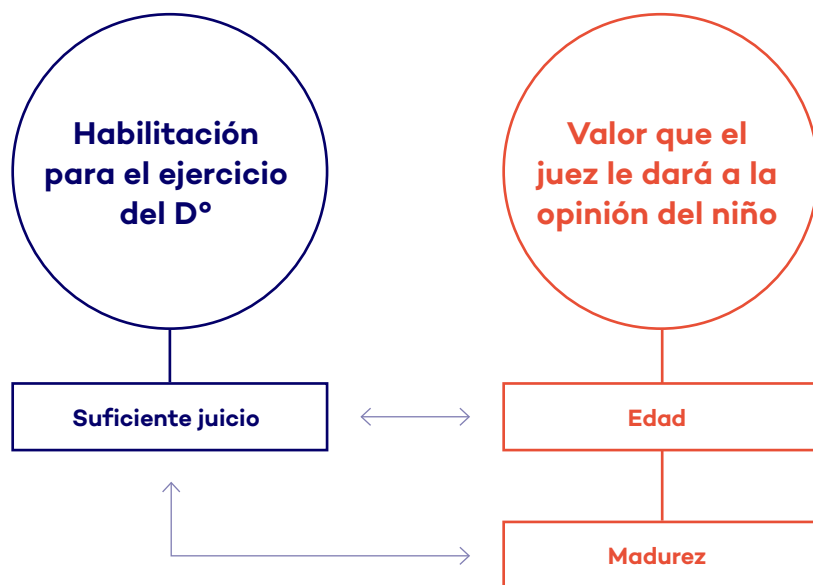 Habilitación
para el ejercicio
del Dº
Valor que el
juez le dará a la
opinión del niño
Suficiente juicio
Edad
Madurez